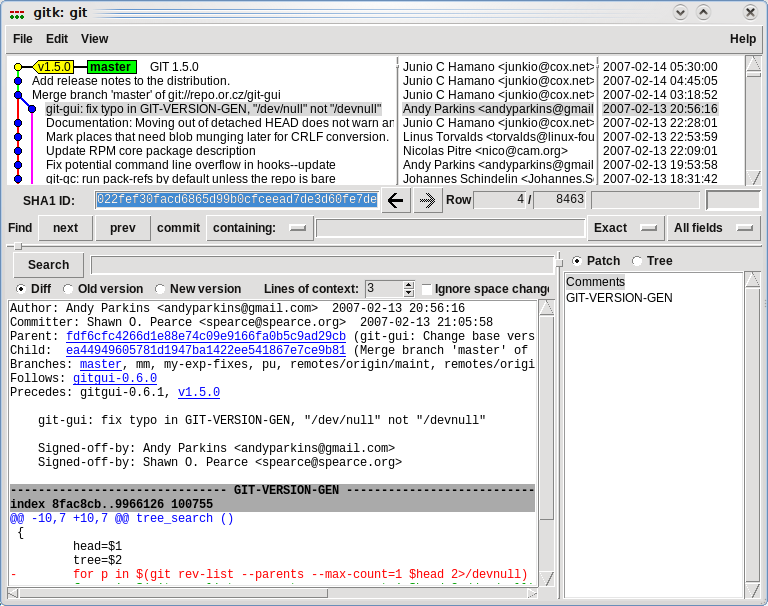 gitk: git
File Edit View Help
v1.5.0 master GIT 1.5.0 Junio C Hamano <junkio@cox.net> 2007-02-14 05:30:00
Add release notes to the distribution. Junio C Hamano <junkio@cox.net> 2007-02-14 04:45:05
Merge branch 'master' of git://repo.or.cz/git-gui Junio C Hamano <junkio@cox.net> 2007-02-14 03:18:52
git-gui: fix typo in GIT-VERSION-GEN, "/dev/null" not "/devnull" Andy Parkins <andyparkins@gmail 2007-02-13 20:56:16
Documentation: Moving out of detached HEAD does not warn an Junio C Hamano <junkio@cox.net> 2007-02-13 22:28:01
Mark places that need blob munging later for CRLF conversion. Linus Torvalds <torvalds@linux-fou 2007-02-13 22:53:59
Update RPM core package description Nicolas Pitre <nico@cam.org> 2007-02-13 22:09:01
Fix potential command line overflow in hooks--update Andy Parkins <andyparkins@gmail 2007-02-13 19:53:58
git-gc: run pack-refs by default unless the repo is bare Johannes Schindelin <Johannes.S 2007-02-13 18:31:42
SHA1 ID: 022fef30facd6865d99b0cfceead7de3d60fe7de Row 4 / 8463
Find next prev commit containing: Exact All fields
Search
Diff Old version New version Lines of context: 3 Ignore space change
Patch Tree
Comments
GIT-VERSION-GEN
Author: Andy Parkins <andyparkins@gmail.com> 2007-02-13 20:56:16
Committer: Shawn O. Pearce <spearce@spearce.org> 2007-02-13 21:05:58
Parent: fdf6cfc4266d1e88e74c09e9166fa0b5c9ad29cb (git-gui: Change base vers
Child: ea44949605781d1947ba1422ee541867e7ce9b81 (Merge branch 'master' of
Branches: master, mm, my-exp-fixes, pu, remotes/origin/maint, remotes/origi
Follows: gitgui-0.6.0
Precedes: gitgui-0.6.1, v1.5.0
git-gui: fix typo in GIT-VERSION-GEN, "/dev/null" not "/devnull"
Signed-off-by: Andy Parkins <andyparkins@gmail.com>
Signed-off-by: Shawn O. Pearce <spearce@spearce.org>
------------------------------- GIT-VERSION-GEN ---------------------------
index 8fac8cb..9966126 100755
@@ -10,7 +10,7 @@ tree_search ()
{
head=$1
tree=$2
- for p in $(git rev-list --parents --max-count=1 $head 2>/devnull)